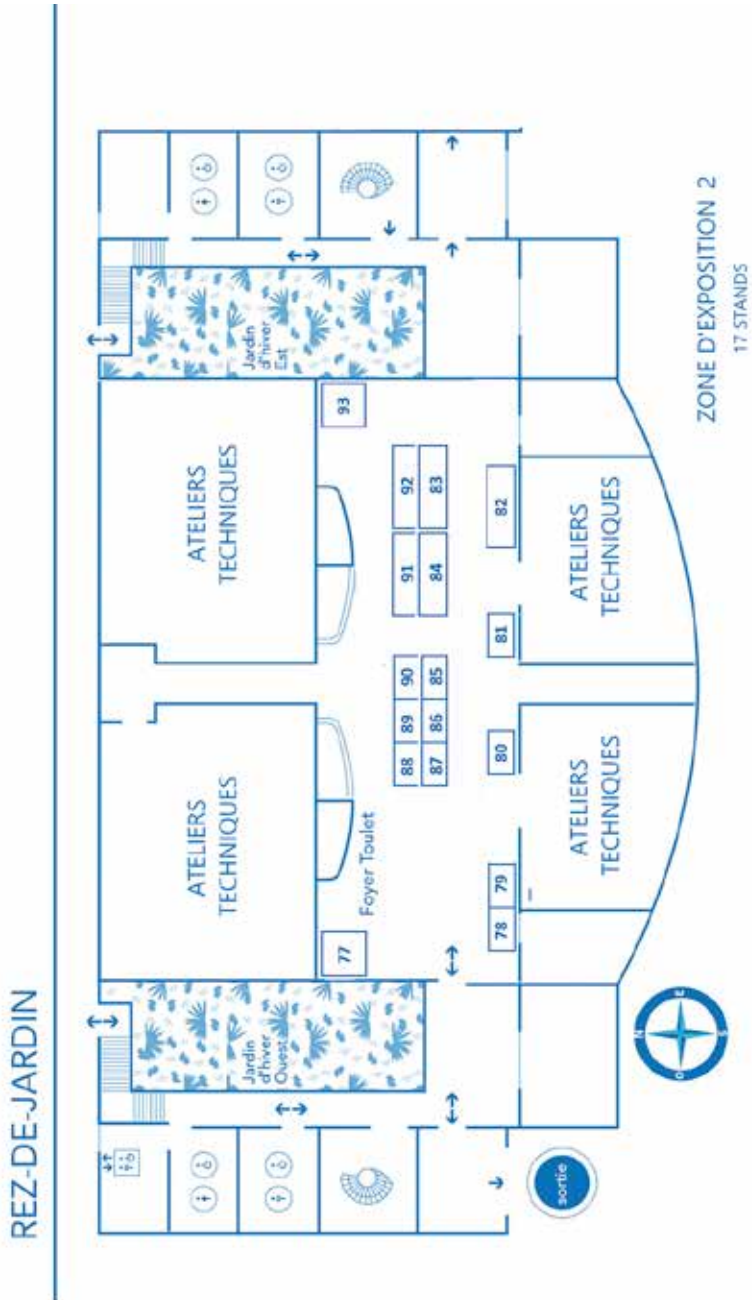 REZ-DE-JARDIN
ATELIERS
TECHNIQUES
ATELIERS
TECHNIQUES
Jardin
d'hiver
Ouest
Jardin
d'hiver
Est
77
Foyer Toulet
93
88
89
90
91
92
87
86
85
84
83
78
79
80
81
82
ATELIERS
TECHNIQUES
ATELIERS
TECHNIQUES
sortie
N
E
S
O
ZONE D'EXPOSITION 2
17 STANDS